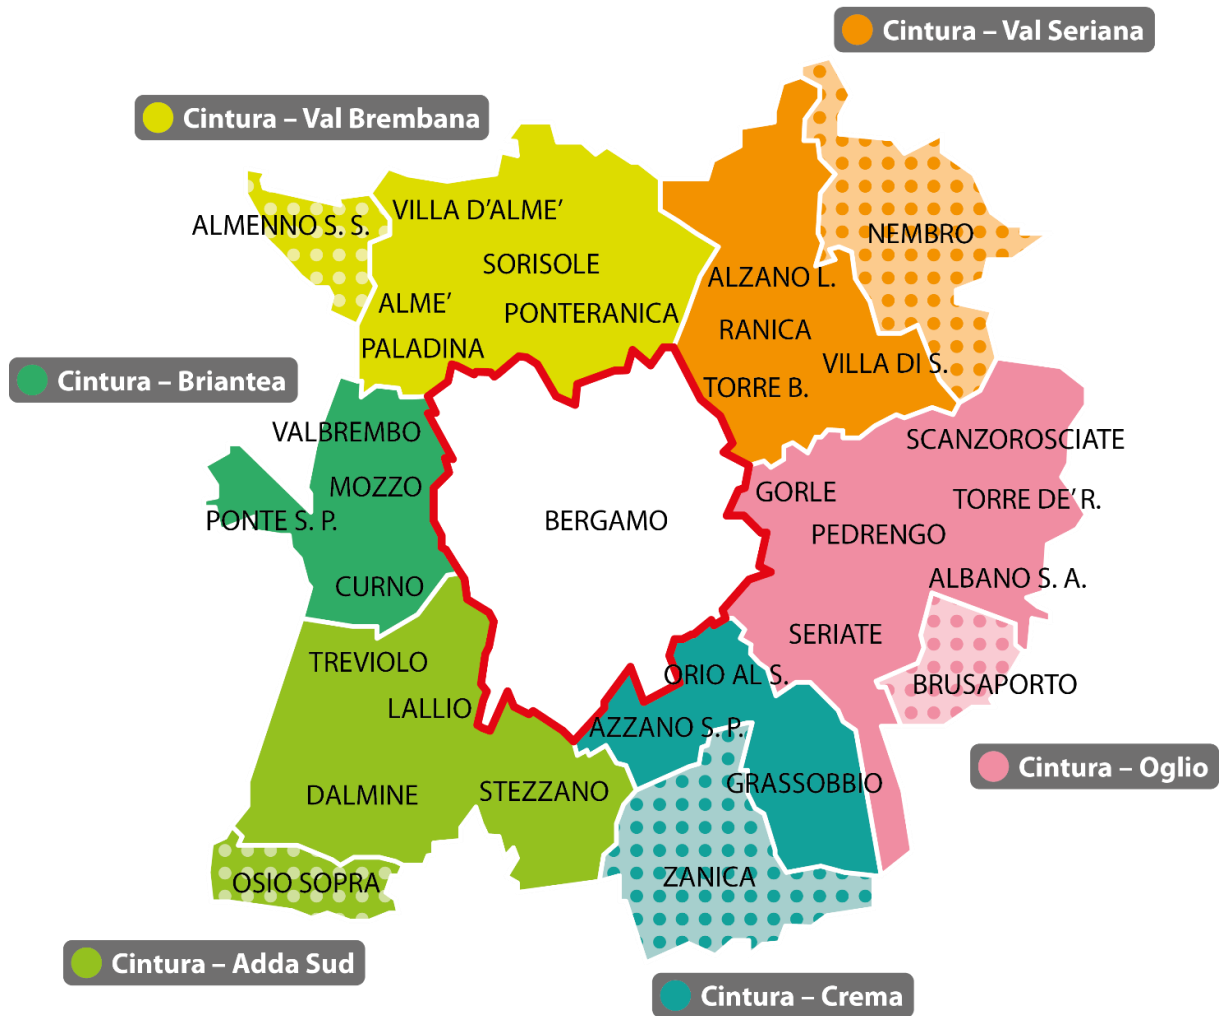 Cintura – Val Seriana
Cintura – Val Brembana
ALMENNO S. S.
VILLA D'ALME'
SORISOLE
ALME'
PONTERANICA
PALADINA
NEMBRO
ALZANO L.
RANICA
VILLA DI S.
TORRE B.
Cintura – Briantea
VALBREMBO
MOZZO
PONTE S. P.
CURNO
BERGAMO
SCANZOROSCIATE
GORLE
TORRE DE' R.
PEDRENGO
ALBANO S. A.
SERIATE
BRUSAPORTO
Cintura – Oglio
TREVIOLO
LALLIO
DALMINE
STEZZANO
OSIO SOPRA
Cintura – Adda Sud
ORIO AL S.
AZZANO S. P.
GRASSOBBIO
ZANICA
Cintura – Crema